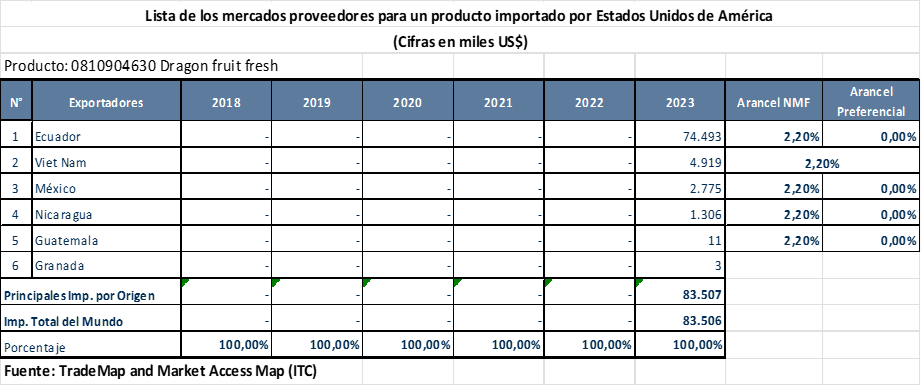 Lista de los mercados proveedores para un producto importado por Estados Unidos de América
(Cifras en miles US$)
Producto: 0810904630 Dragon fruit fresh
N° Exportadores 2018 2019 2020 2021 2022 2023 Arancel NMF Arancel Preferencial
1 Ecuador - - - - - 74.493 2,20% 0,00%
2 Viet Nam - - - - - 4.919 2,20%
3 México - - - - - 2.775 2,20% 0,00%
4 Nicaragua - - - - - 1.306 2,20% 0,00%
5 Guatemala - - - - - 11 2,20% 0,00%
6 Granada - - - - - 3
Principales Imp. por Origen - - - - - 83.507
Imp. Total del Mundo - - - - - 83.506
Porcentaje 100,00% 100,00% 100,00% 100,00% 100,00% 100,00%
Fuente: TradeMap and Market Access Map (ITC)